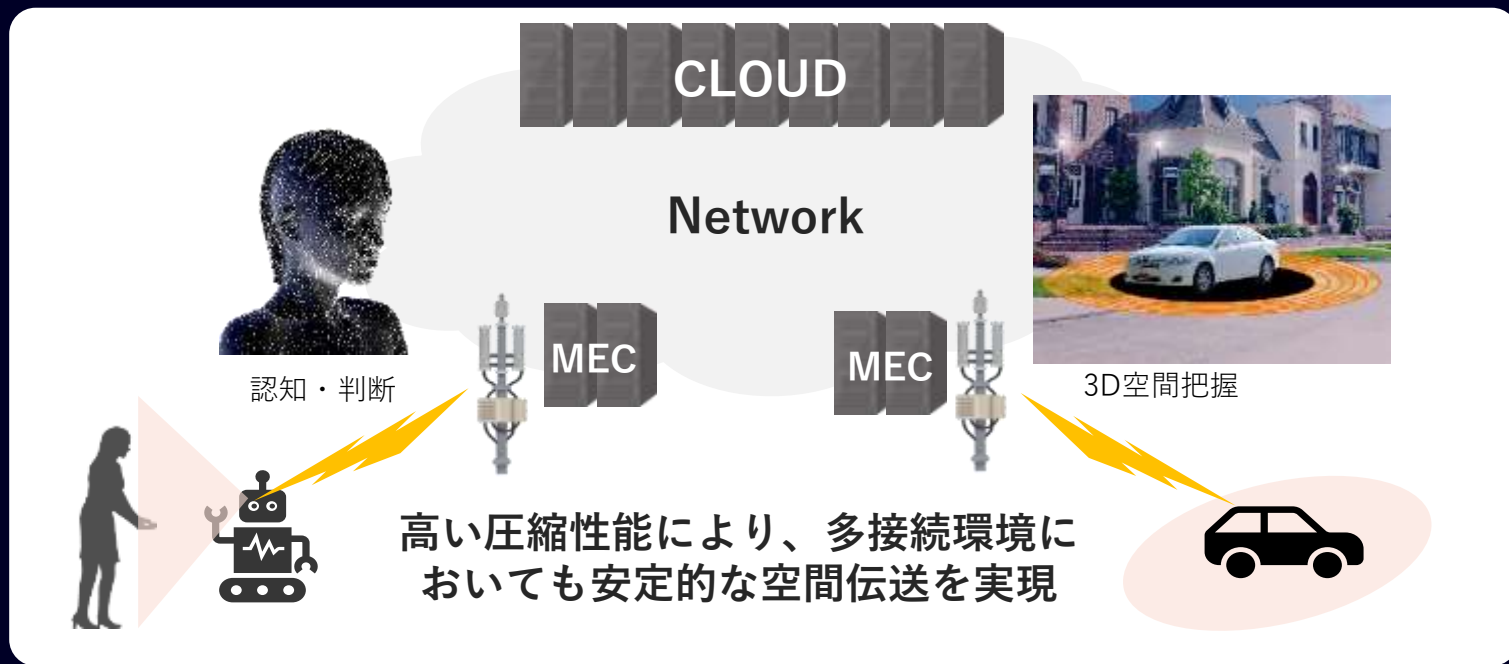 CLOUD
Network
MEC
MEC
認知・判断
3D空間把握
高い圧縮性能により、多接続環境に
おいても安定的な空間伝送を実現